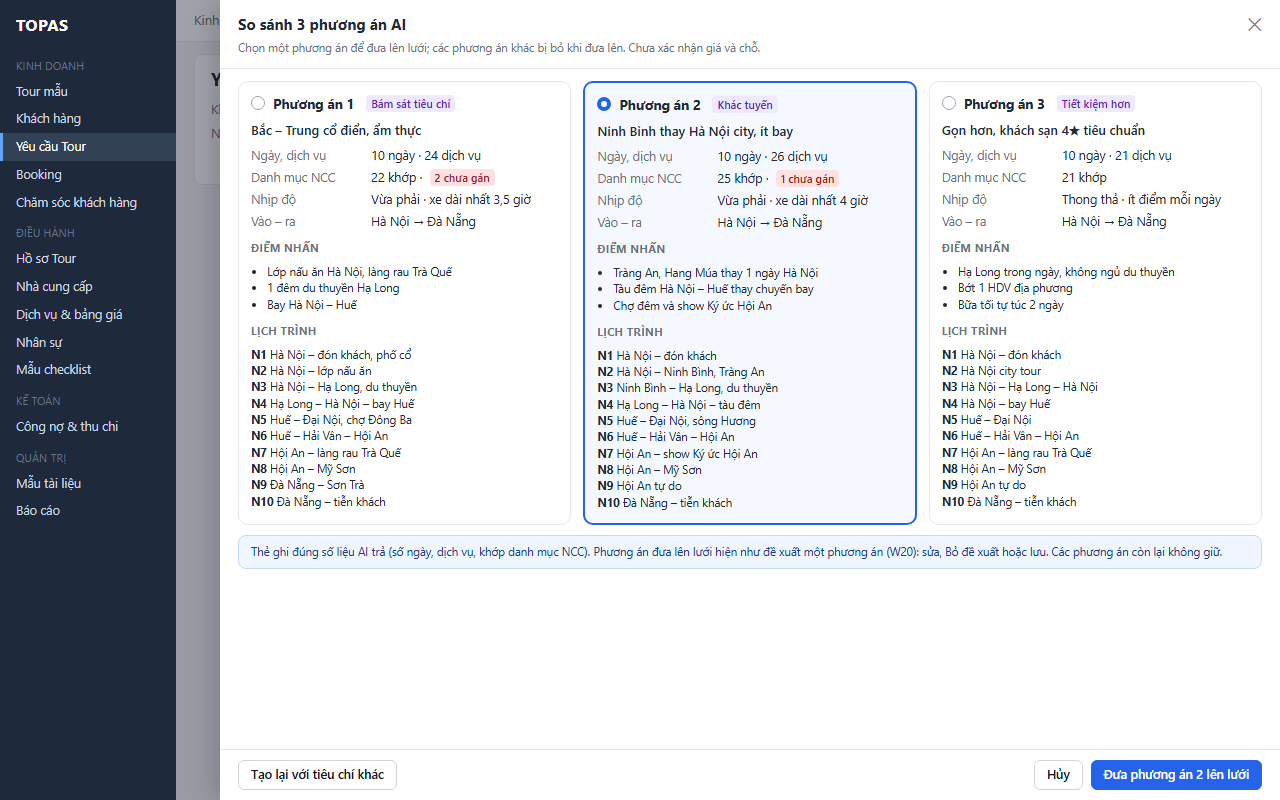 TOPAS
KINH DOANH
Tour mẫu
Khách hàng
Yêu cầu Tour
Booking
Chăm sóc khách hàng
ĐIỀU HÀNH
Hồ sơ Tour
Nhà cung cấp
Dịch vụ & bảng giá
Nhân sự
Mẫu checklist
KẾ TOÁN
Công nợ & thu chi
QUẢN TRỊ
Mẫu tài liệu
Báo cáo
Kinh
So sánh 3 phương án AI
Chọn một phương án để đưa lên lưới; các phương án khác bị bỏ khi đưa lên. Chưa xác nhận giá và chỗ.
Phương án 1 Bám sát tiêu chí
Bắc – Trung cổ điển, ẩm thực
Ngày, dịch vụ 10 ngày · 24 dịch vụ
Danh mục NCC 22 khớp · 2 chưa gán
Nhịp độ Vừa phải · xe dài nhất 3,5 giờ
Vào – ra Hà Nội → Đà Nẵng
ĐIỂM NHẤN
• Lớp nấu ăn Hà Nội, làng rau Trà Quế
• 1 đêm du thuyền Hạ Long
• Bay Hà Nội – Huế
LỊCH TRÌNH
N1 Hà Nội – đón khách, phố cổ
N2 Hà Nội – lớp nấu ăn
N3 Hà Nội – Hạ Long, du thuyền
N4 Hạ Long – Hà Nội – bay Huế
N5 Huế – Đại Nội, chợ Đông Ba
N6 Huế – Hải Vân – Hội An
N7 Hội An – làng rau Trà Quế
N8 Hội An – Mỹ Sơn
N9 Đà Nẵng – Sơn Trà
N10 Đà Nẵng – tiễn khách
Phương án 2 Khác tuyến
Ninh Bình thay Hà Nội city, ít bay
Ngày, dịch vụ 10 ngày · 26 dịch vụ
Danh mục NCC 25 khớp · 1 chưa gán
Nhịp độ Vừa phải · xe dài nhất 4 giờ
Vào – ra Hà Nội → Đà Nẵng
ĐIỂM NHẤN
• Tràng An, Hang Múa thay 1 ngày Hà Nội
• Tàu đêm Hà Nội – Huế thay chuyến bay
• Chợ đêm và show Ký ức Hội An
LỊCH TRÌNH
N1 Hà Nội – đón khách
N2 Hà Nội – Ninh Bình, Tràng An
N3 Ninh Bình – Hạ Long, du thuyền
N4 Hạ Long – Hà Nội – tàu đêm
N5 Huế – Đại Nội, sông Hương
N6 Huế – Hải Vân – Hội An
N7 Hội An – show Ký ức Hội An
N8 Hội An – Mỹ Sơn
N9 Hội An tự do
N10 Đà Nẵng – tiễn khách
Phương án 3 Tiết kiệm hơn
Gọn hơn, khách sạn 4★ tiêu chuẩn
Ngày, dịch vụ 10 ngày · 21 dịch vụ
Danh mục NCC 21 khớp
Nhịp độ Thong thả · ít điểm mỗi ngày
Vào – ra Hà Nội → Đà Nẵng
ĐIỂM NHẤN
• Hạ Long trong ngày, không ngủ du thuyền
• Bớt 1 HDV địa phương
• Bữa tối tự túc 2 ngày
LỊCH TRÌNH
N1 Hà Nội – đón khách
N2 Hà Nội city tour
N3 Hà Nội – Hạ Long – Hà Nội
N4 Hà Nội – bay Huế
N5 Huế – Đại Nội
N6 Huế – Hải Vân – Hội An
N7 Hội An – làng rau Trà Quế
N8 Hội An – Mỹ Sơn
N9 Hội An tự do
N10 Đà Nẵng – tiễn khách
Thẻ ghi đúng số liệu AI trả (số ngày, dịch vụ, khớp danh mục NCC). Phương án đưa lên lưới hiện như đề xuất một phương án (W20): sửa, Bỏ đề xuất hoặc lưu. Các phương án còn lại không giữ.
Tạo lại với tiêu chí khác
Hủy
Đưa phương án 2 lên lưới